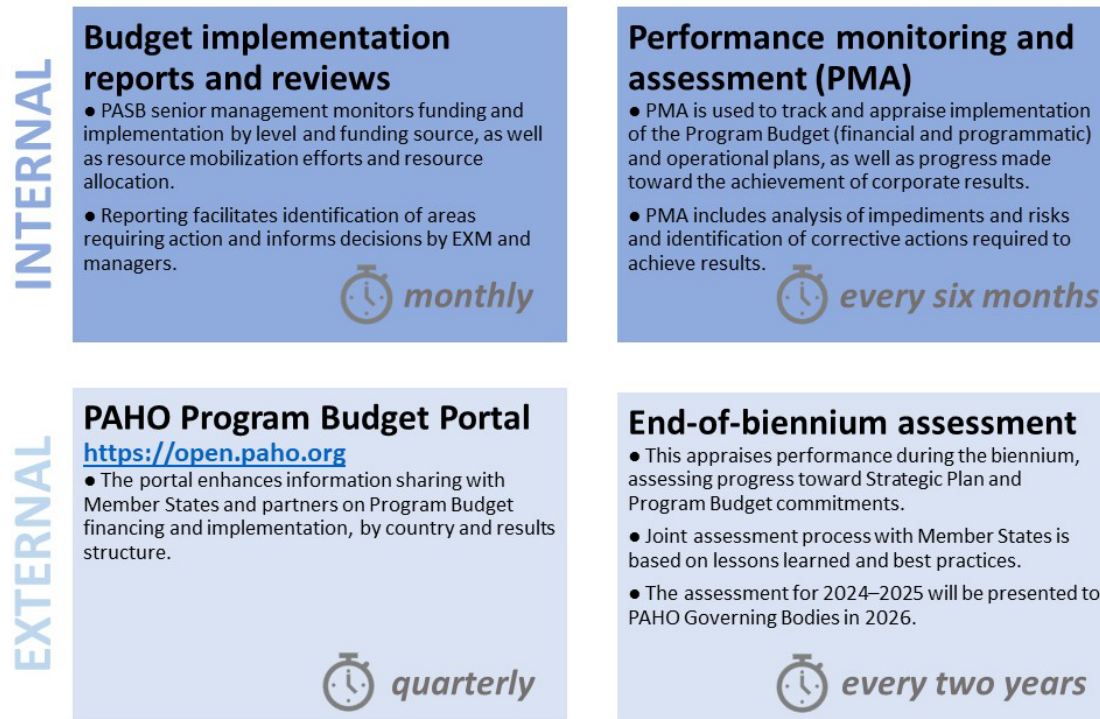 INTERNAL
Budget implementation
reports and reviews
● PASB senior management monitors funding and
implementation by level and funding source, as well
as resource mobilization efforts and resource
allocation.
● Reporting facilitates identification of areas
requiring action and informs decisions by EXM and
managers.
monthly
Performance monitoring and
assessment (PMA)
● PMA is used to track and appraise implementation
of the Program Budget (financial and programmatic)
and operational plans, as well as progress made
toward the achievement of corporate results.
● PMA includes analysis of impediments and risks
and identification of corrective actions required to
achieve results.
every six months
EXTERNAL
PAHO Program Budget Portal
https://open.paho.org
● The portal enhances information sharing with
Member States and partners on Program Budget
financing and implementation, by country and results
structure.
quarterly
End-of-biennium assessment
● This appraises performance during the biennium,
assessing progress toward Strategic Plan and
Program Budget commitments.
● Joint assessment process with Member States is
based on lessons learned and best practices.
● The assessment for 2024–2025 will be presented to
PAHO Governing Bodies in 2026.
every two years